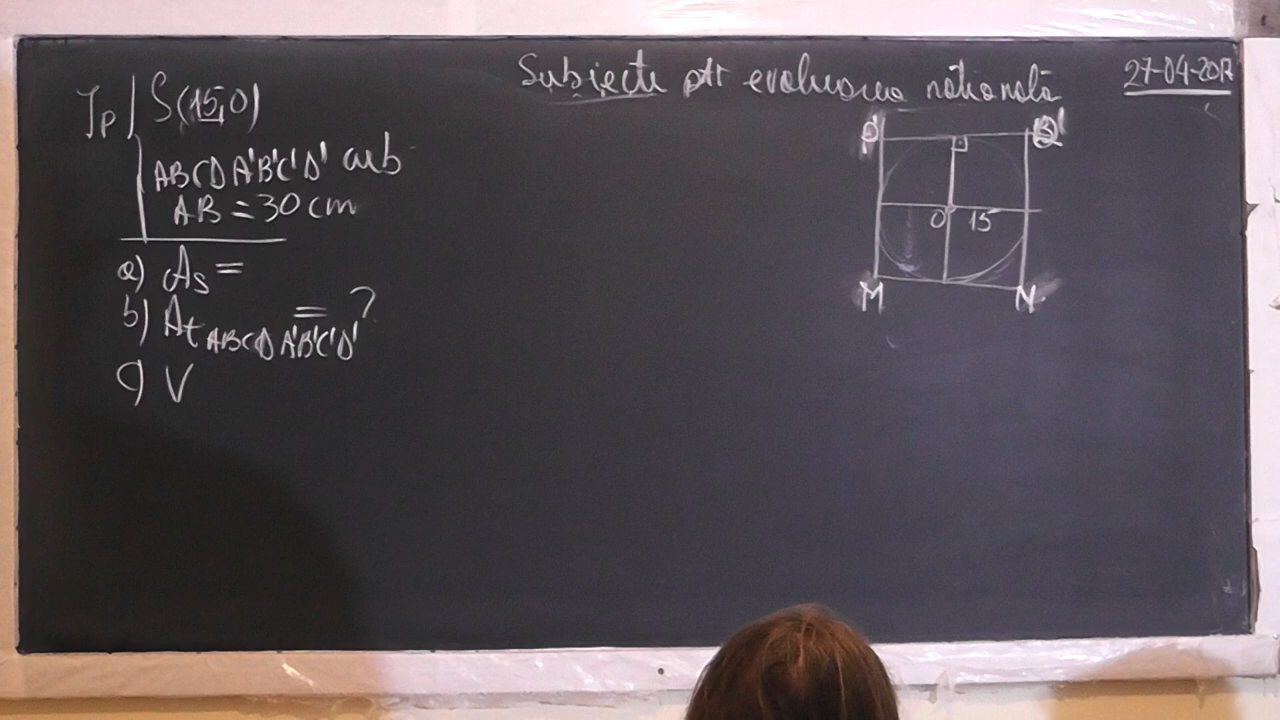 Subiecte ptr evaluarea națională
27-04-2017
Ip | S(15,0)
ABCDA'B'C'D' cub
AB = 30 cm
a) As =
b) At ABCDA'B'C'D' = ?
c) V
P Q
O 15
M N